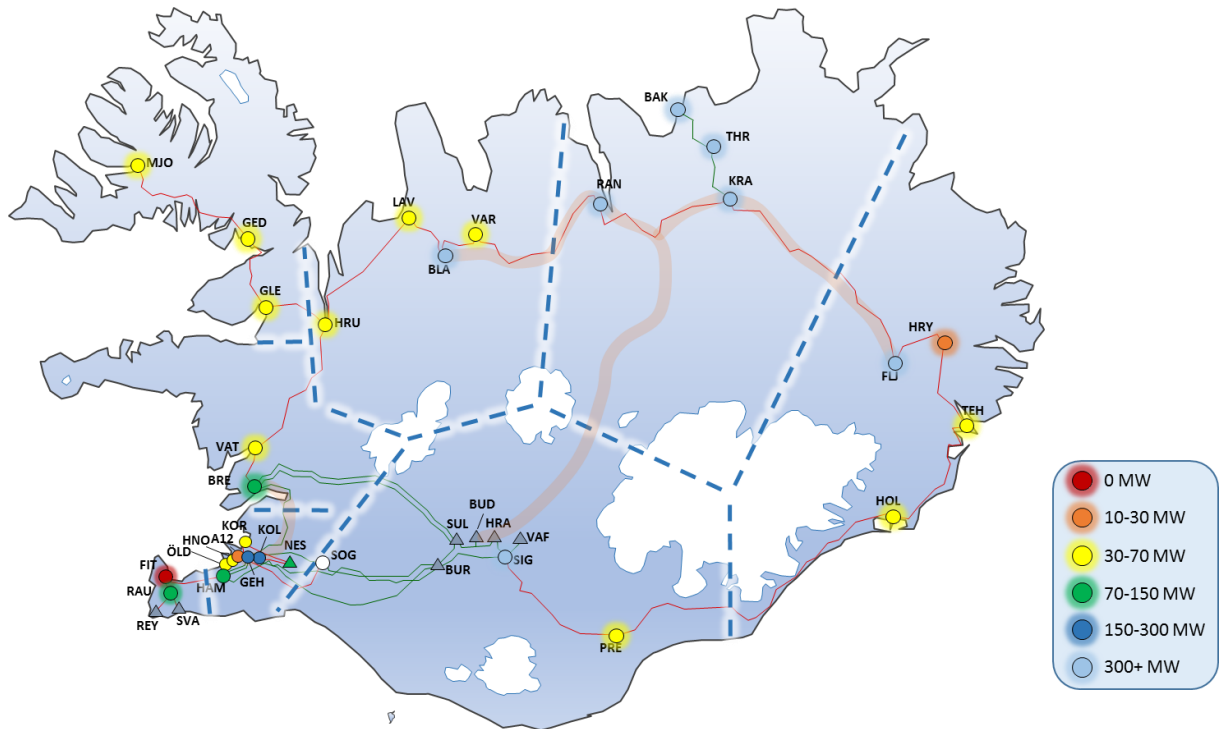 BAK
THR
MJO
KRA
RAN
LAV
VAR
GED
BLA
GLE
HRU
HRY
FLJ
TEH
VAT
BRE
HOL
BUD
SUL
HRA
VAF
KOR
KOL
HNO
A12
NES
ÖLD
SOG
SIG
BUR
FIT
GEH
HAM
RAU
REY
SVA
PRE
0 MW
10-30 MW
30-70 MW
70-150 MW
150-300 MW
300+ MW